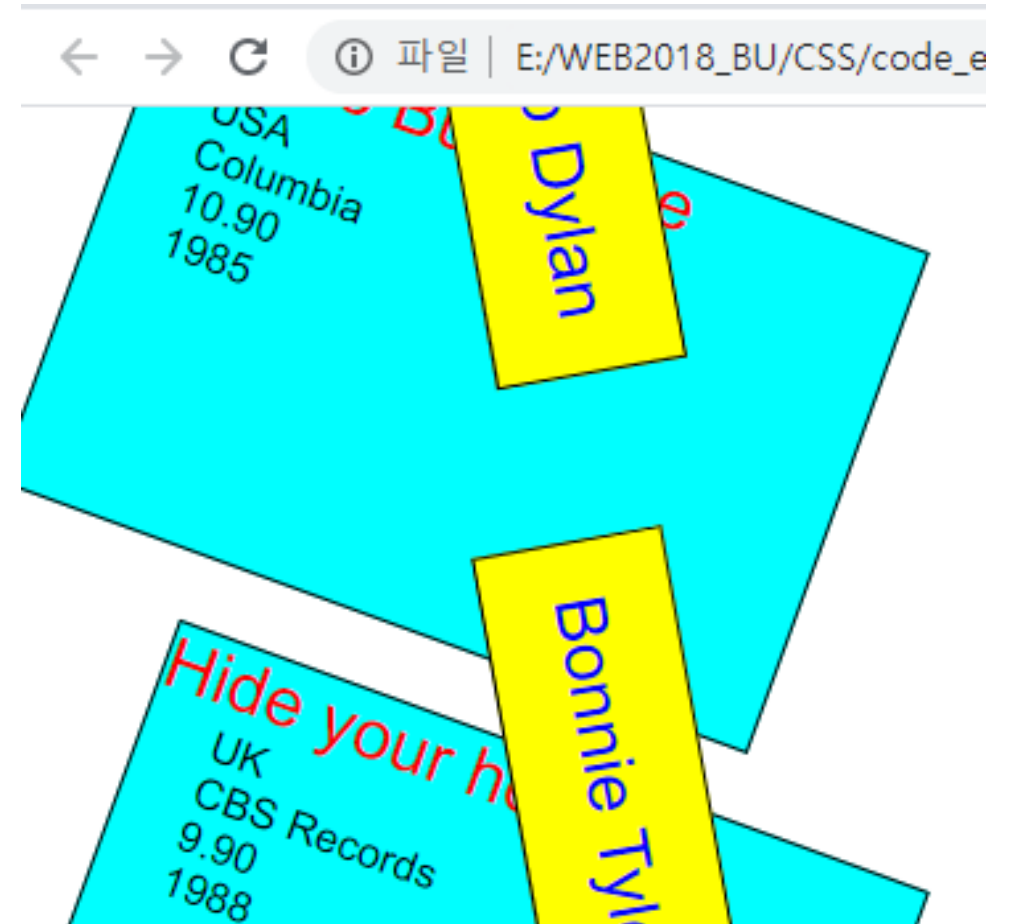 파일 | E:/WEB2018_BU/CSS/code_e
USA
Columbia
10.90
1985
Dylan
Hide your
UK
CBS Records
9.90
1988
Bonnie